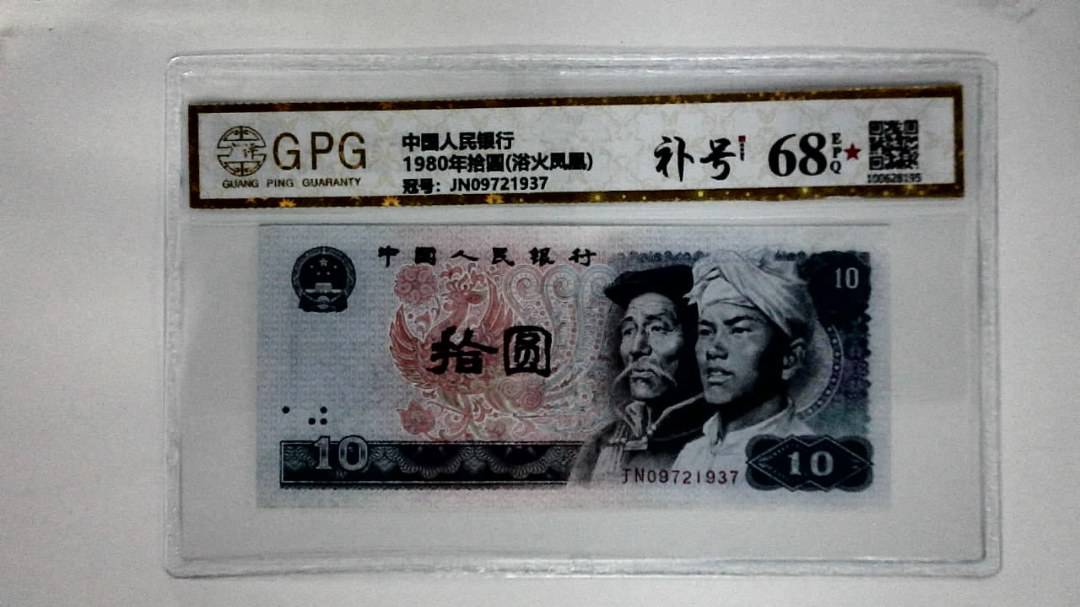 GPG
GUANG PING GUARANTY
中国人民银行
1980年拾圆(浴火凤凰)
冠号：JN09721937
补号
68
EPQ
100628195
中国人民银行
10
拾圆
10
JN09721937
10